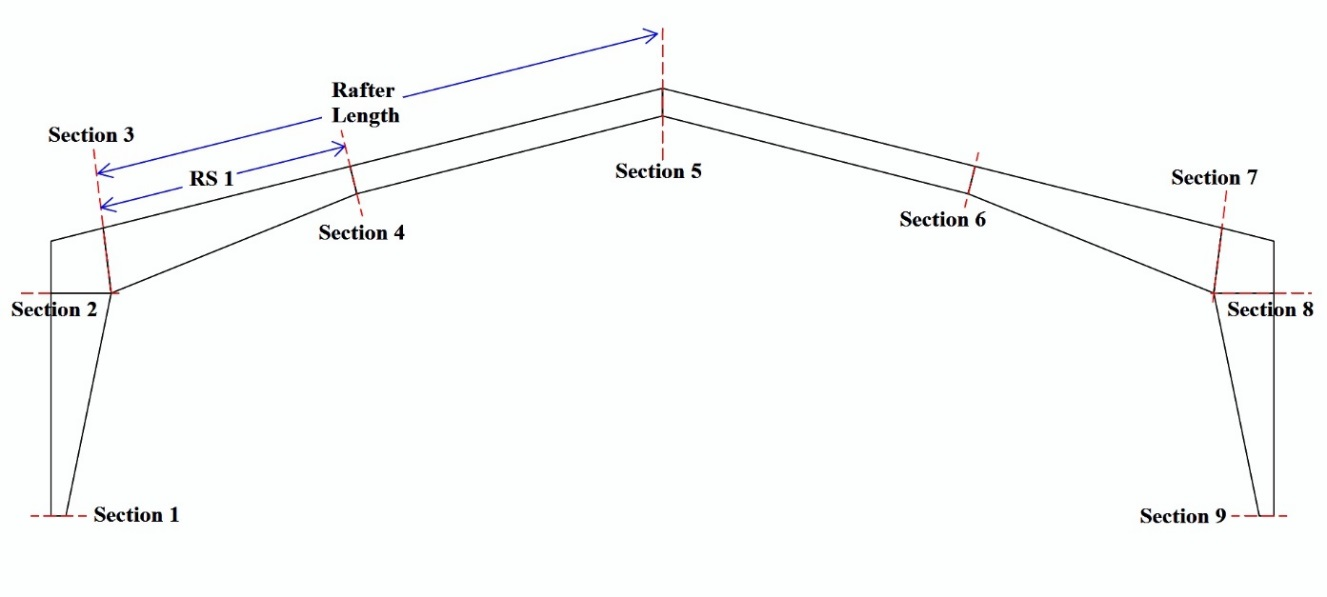 Rafter
Length
Section 3
RS 1
Section 5
Section 7
Section 4
Section 6
Section 2
Section 8
Section 1
Section 9